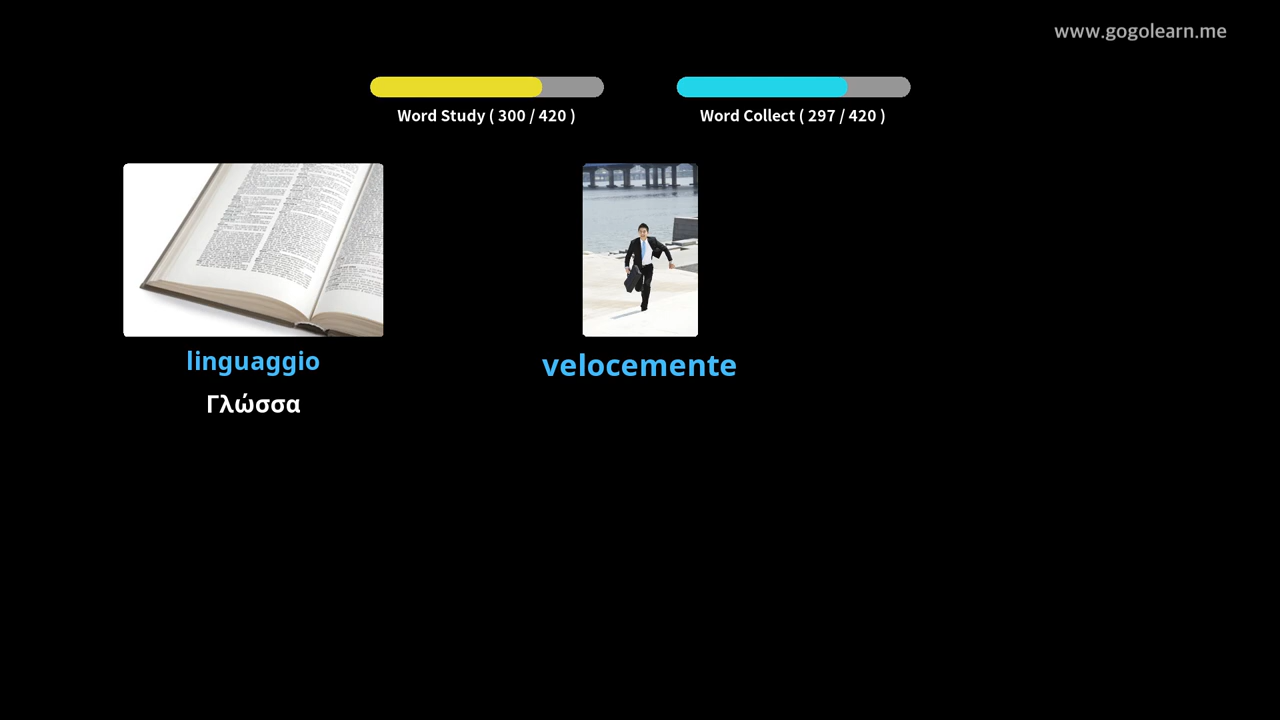 www.gogolearn.me
Word Study ( 300 / 420 )
Word Collect ( 297 / 420 )
linguaggio
Γλώσσα
velocemente